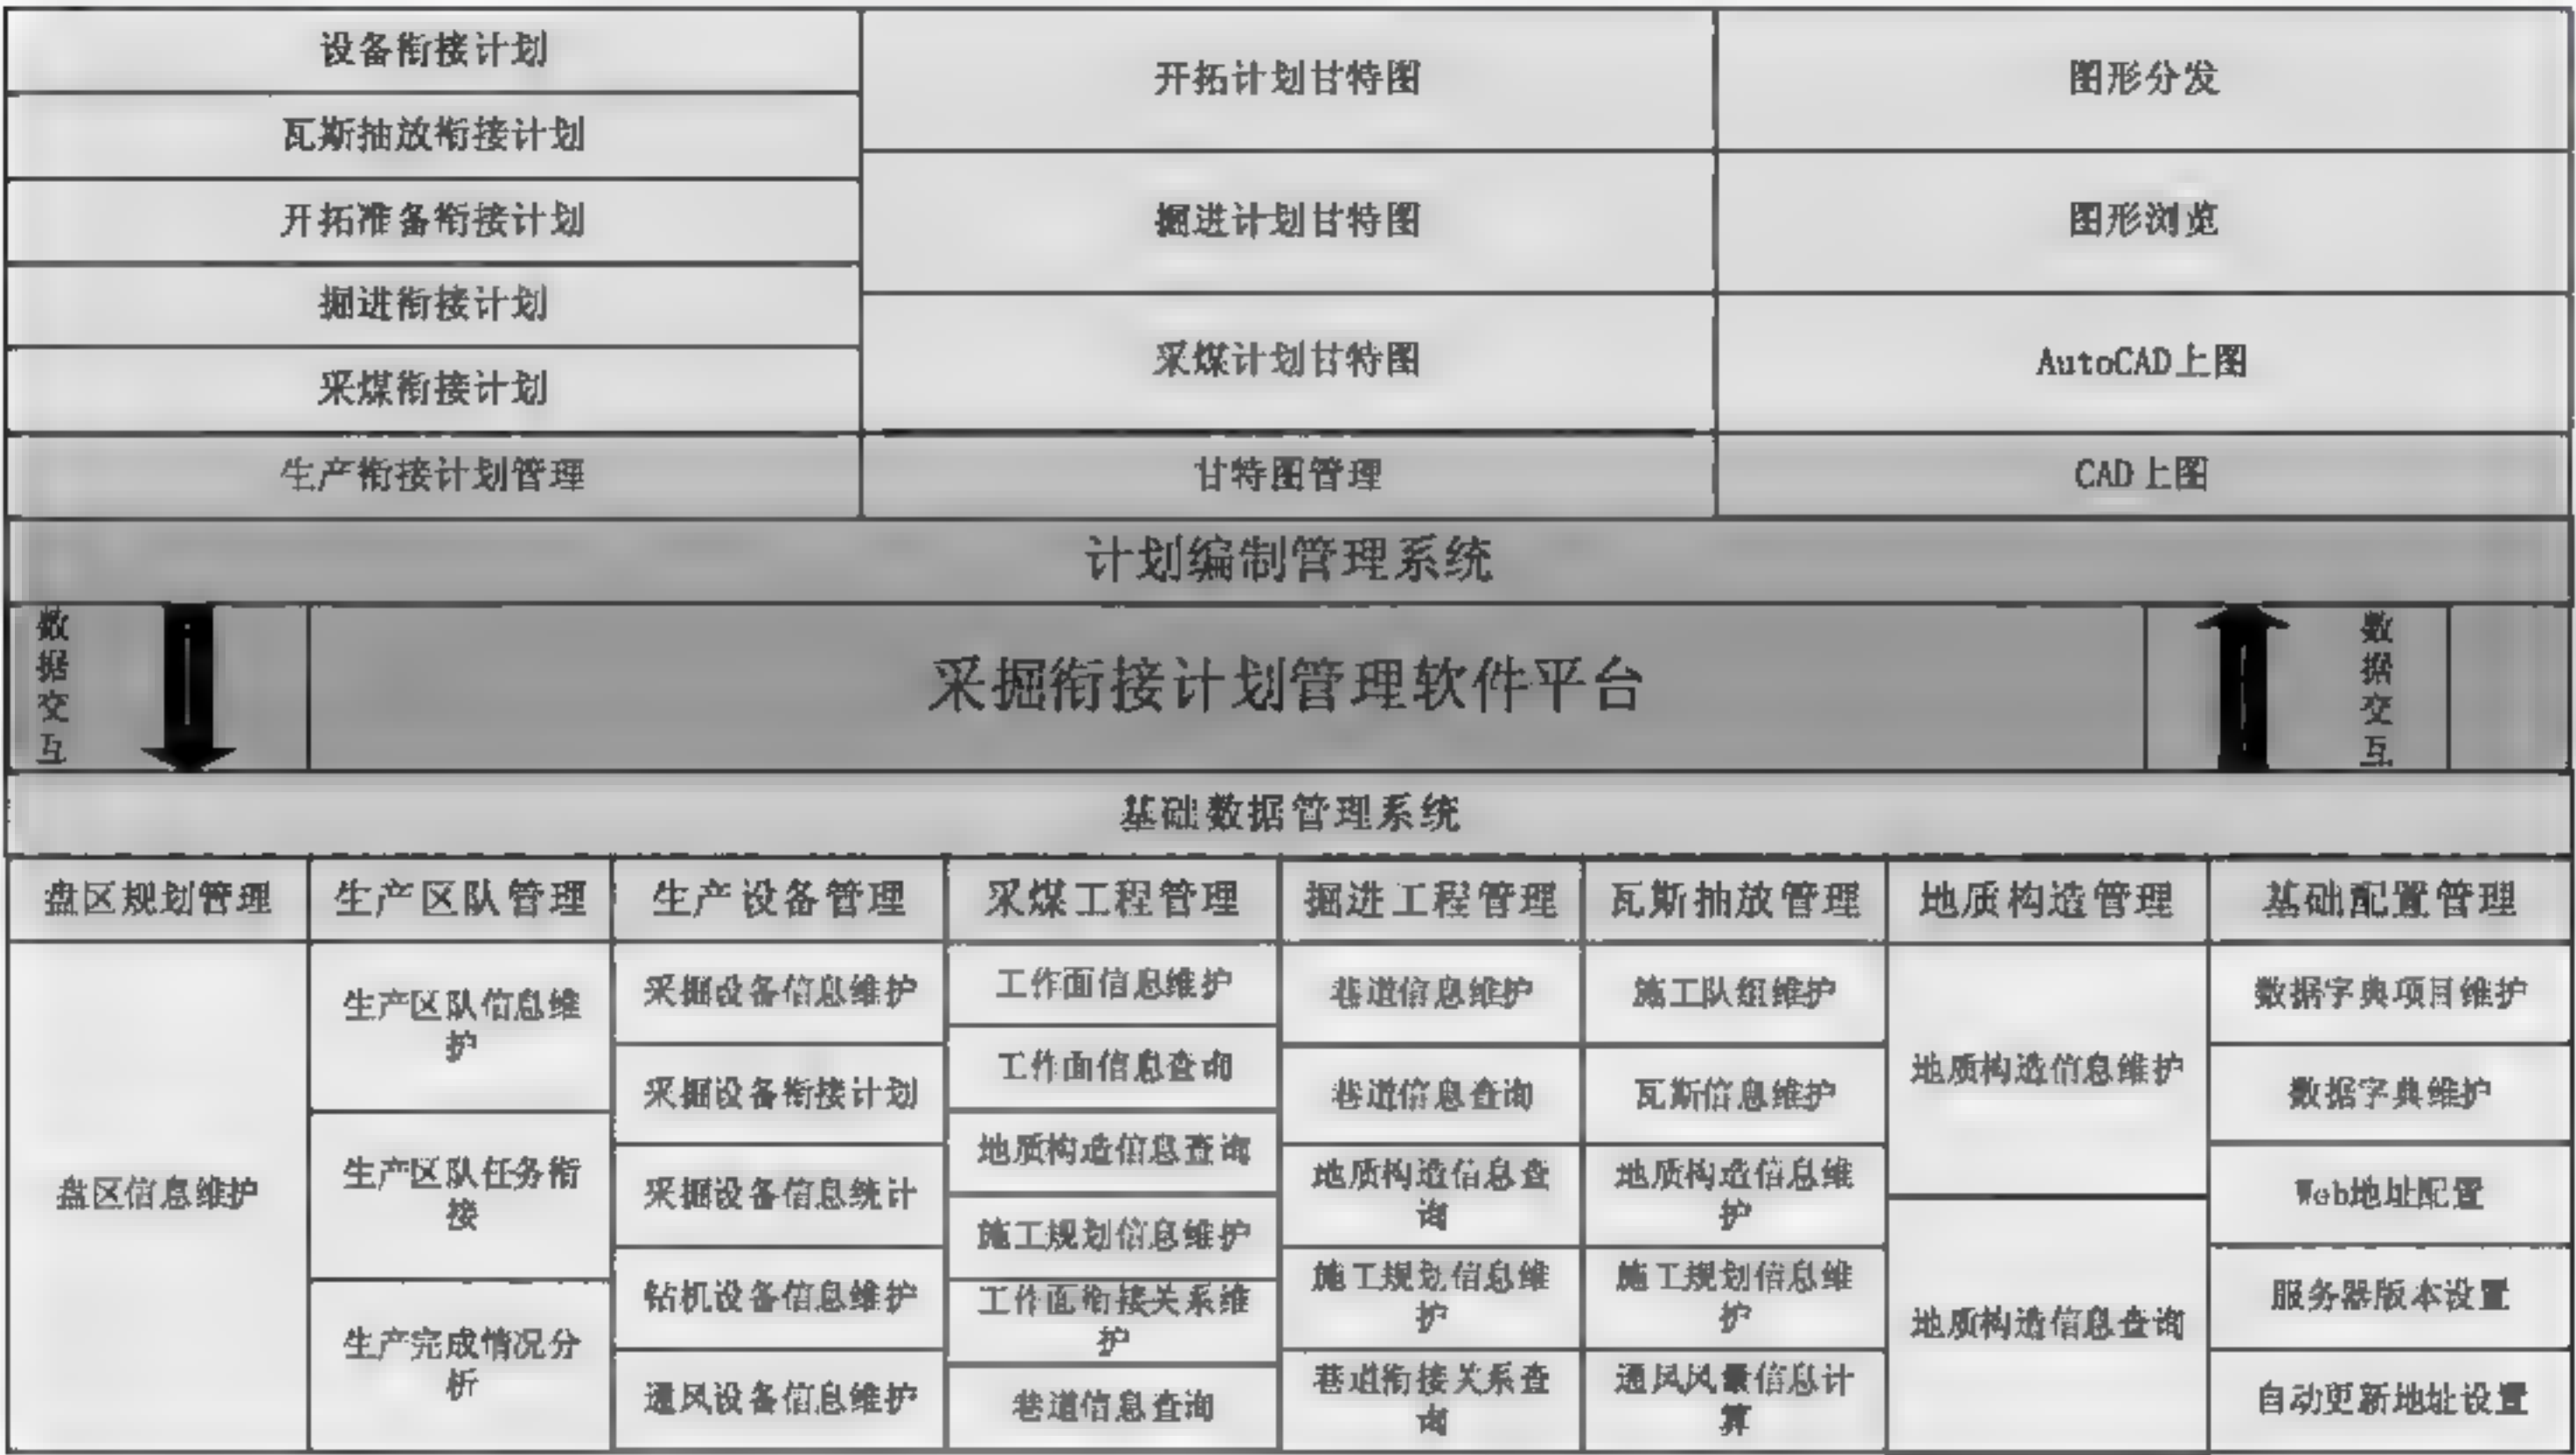 设备衔接计划
瓦斯抽放衔接计划
开拓准备衔接计划
掘进衔接计划
采煤衔接计划
生产衔接计划管理
开拓计划甘特图
掘进计划甘特图
采煤计划甘特图
甘特图管理
图形分发
图形浏览
AutoCAD上图
CAD上图
计划编制管理系统
数
据
交
互
采掘衔接计划管理软件平台
数
据
交
互
基础数据管理系统
盘区规划管理
盘区信息维护
生产区队管理
生产区队信息维
护
生产区队任务衔
接
生产完成情况分
析
生产设备管理
采掘设备信息维护
采掘设备衔接计划
采掘设备信息统计
钻机设备信息维护
通风设备信息维护
采煤工程管理
工作面信息维护
工作面信息查询
地质构造信息查询
施工规划信息维护
工作面衔接关系维
护
巷道信息查询
掘进工程管理
巷道信息维护
巷道信息查询
地质构造信息查
询
施工规划信息维
护
巷道衔接关系查
询
瓦斯抽放管理
施工队组维护
瓦斯信息维护
地质构造信息维
护
施工规划信息维
护
通风风量信息计
算
地质构造管理
地质构造信息维护
地质构造信息查询
基础配置管理
数据字典项目维护
数据字典维护
Web地址配置
服务器版本设置
自动更新地址设置